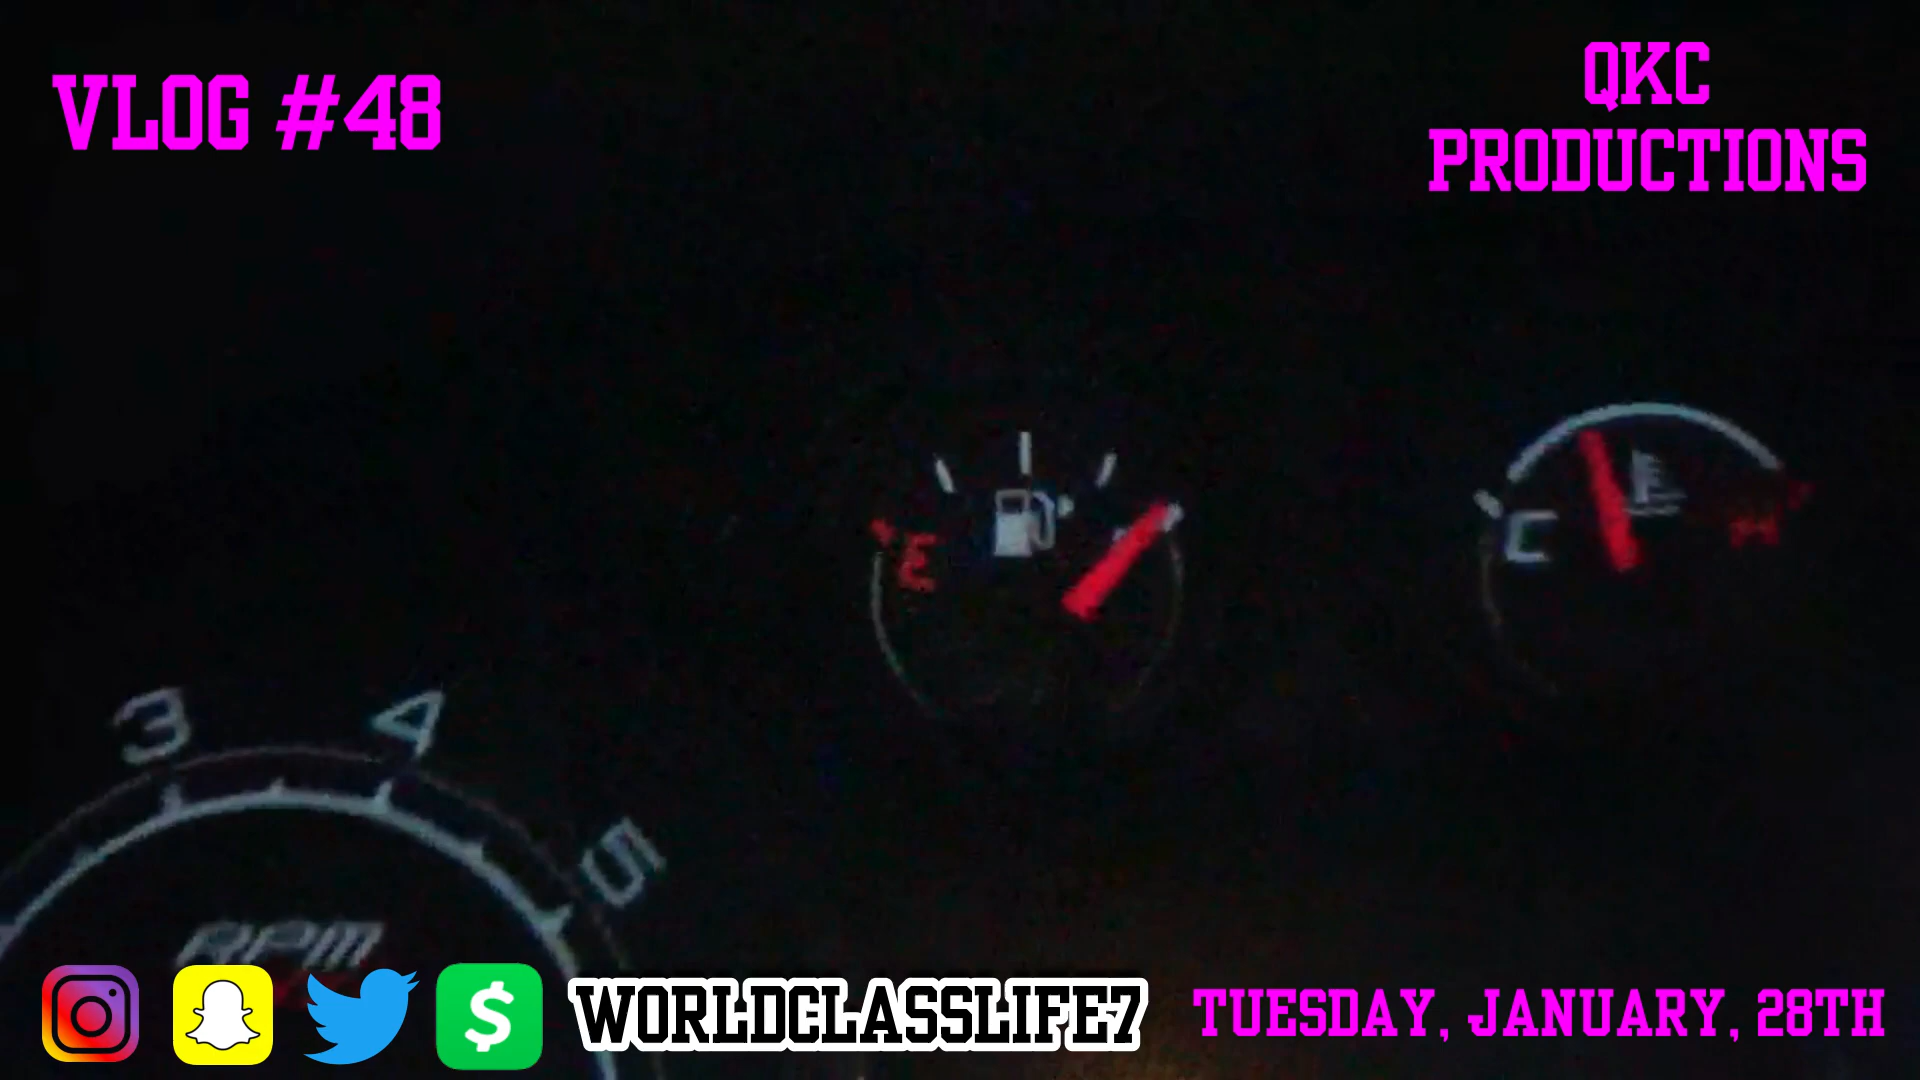 VLOG #48
QKC
PRODUCTIONS
E
C
H
3
4
5
RPM
WORLDCLASSLIFE7
TUESDAY, JANUARY, 28TH